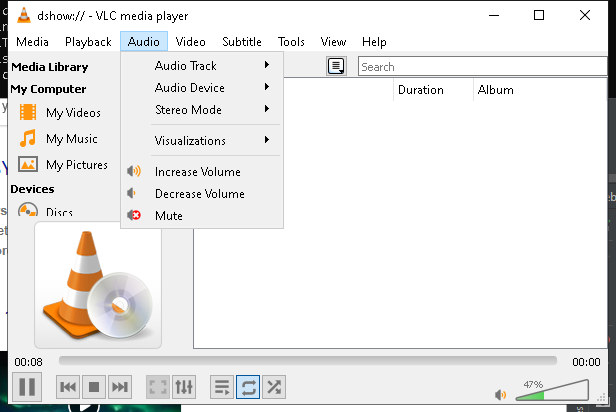 dshow:// - VLC media player
Media Playback Audio Video Subtitle Tools View Help
Media Library
My Computer
My Videos
My Music
My Pictures
Devices
Discs
Audio Track
Audio Device
Stereo Mode
Visualizations
Increase Volume
Decrease Volume
Mute
Search
Duration Album
00:08 00:00
47%